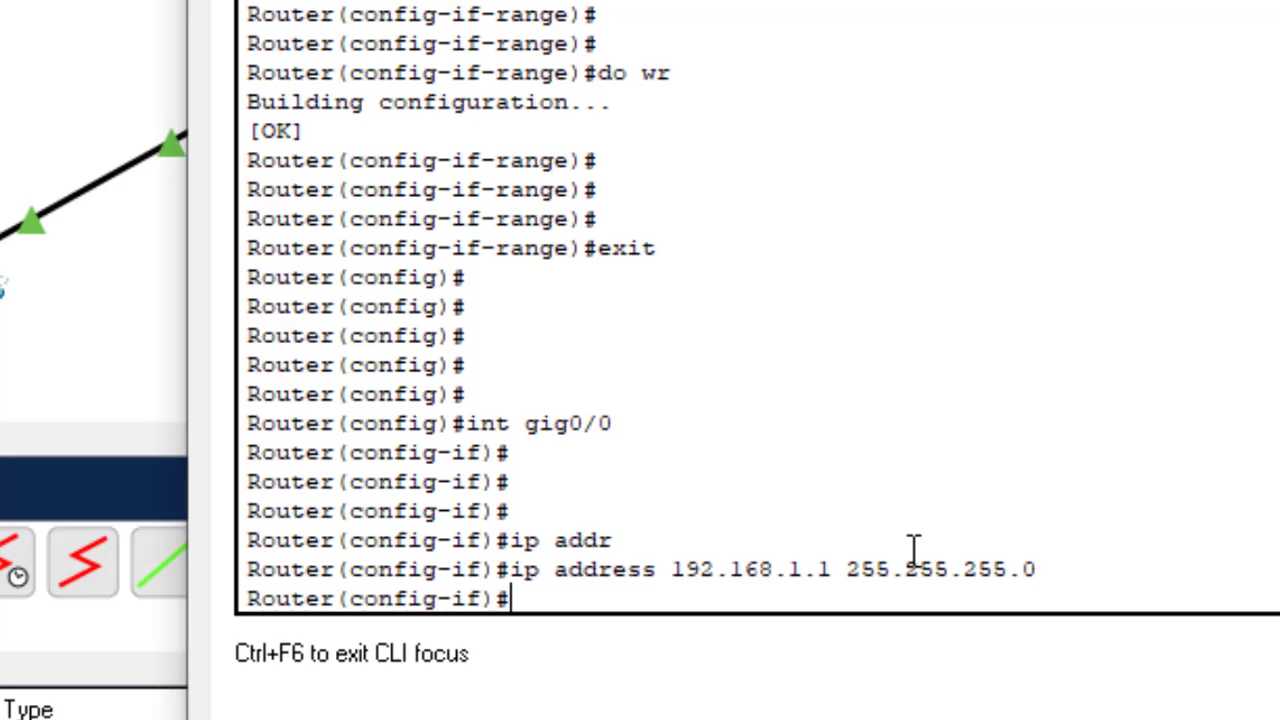 Router(config-if-range)#
Router(config-if-range)#
Router(config-if-range)#do wr
Building configuration...
[OK]
Router(config-if-range)#
Router(config-if-range)#
Router(config-if-range)#
Router(config-if-range)#exit
Router(config)#
Router(config)#
Router(config)#
Router(config)#
Router(config)#
Router(config)#int gig0/0
Router(config-if)#
Router(config-if)#
Router(config-if)#
Router(config-if)#ip addr
Router(config-if)#ip address 192.168.1.1 255.255.255.0
Router(config-if)#
Ctrl+F6 to exit CLI focus
Type